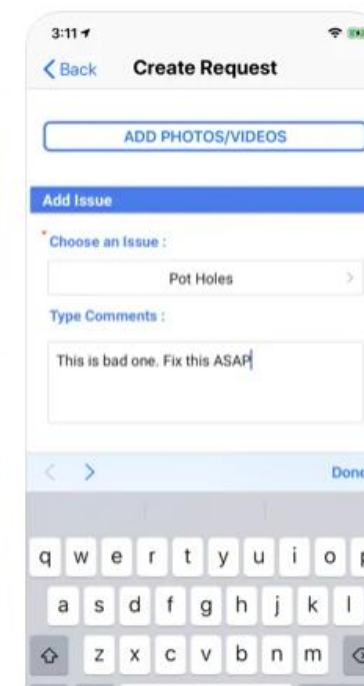 3:11
Back Create Request
ADD PHOTOS/VIDEOS
Add Issue
*Choose an Issue :
Pot Holes
Type Comments :
This is bad one. Fix this ASAP
Done
q w e r t y u i o p
a s d f g h j k l
z x c v b n m